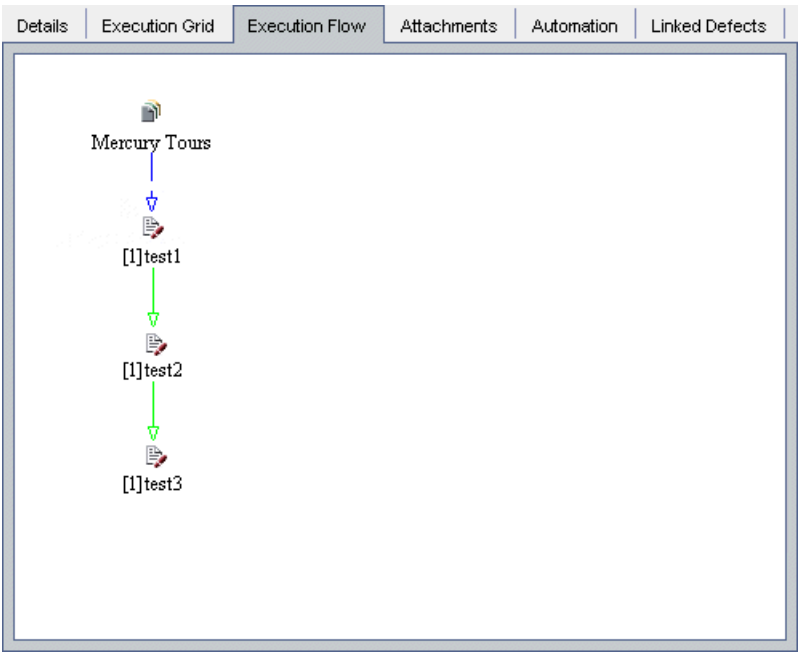 Details Execution Grid Execution Flow Attachments Automation Linked Defects
Mercury Tours
[1]test1
[1]test2
[1]test3